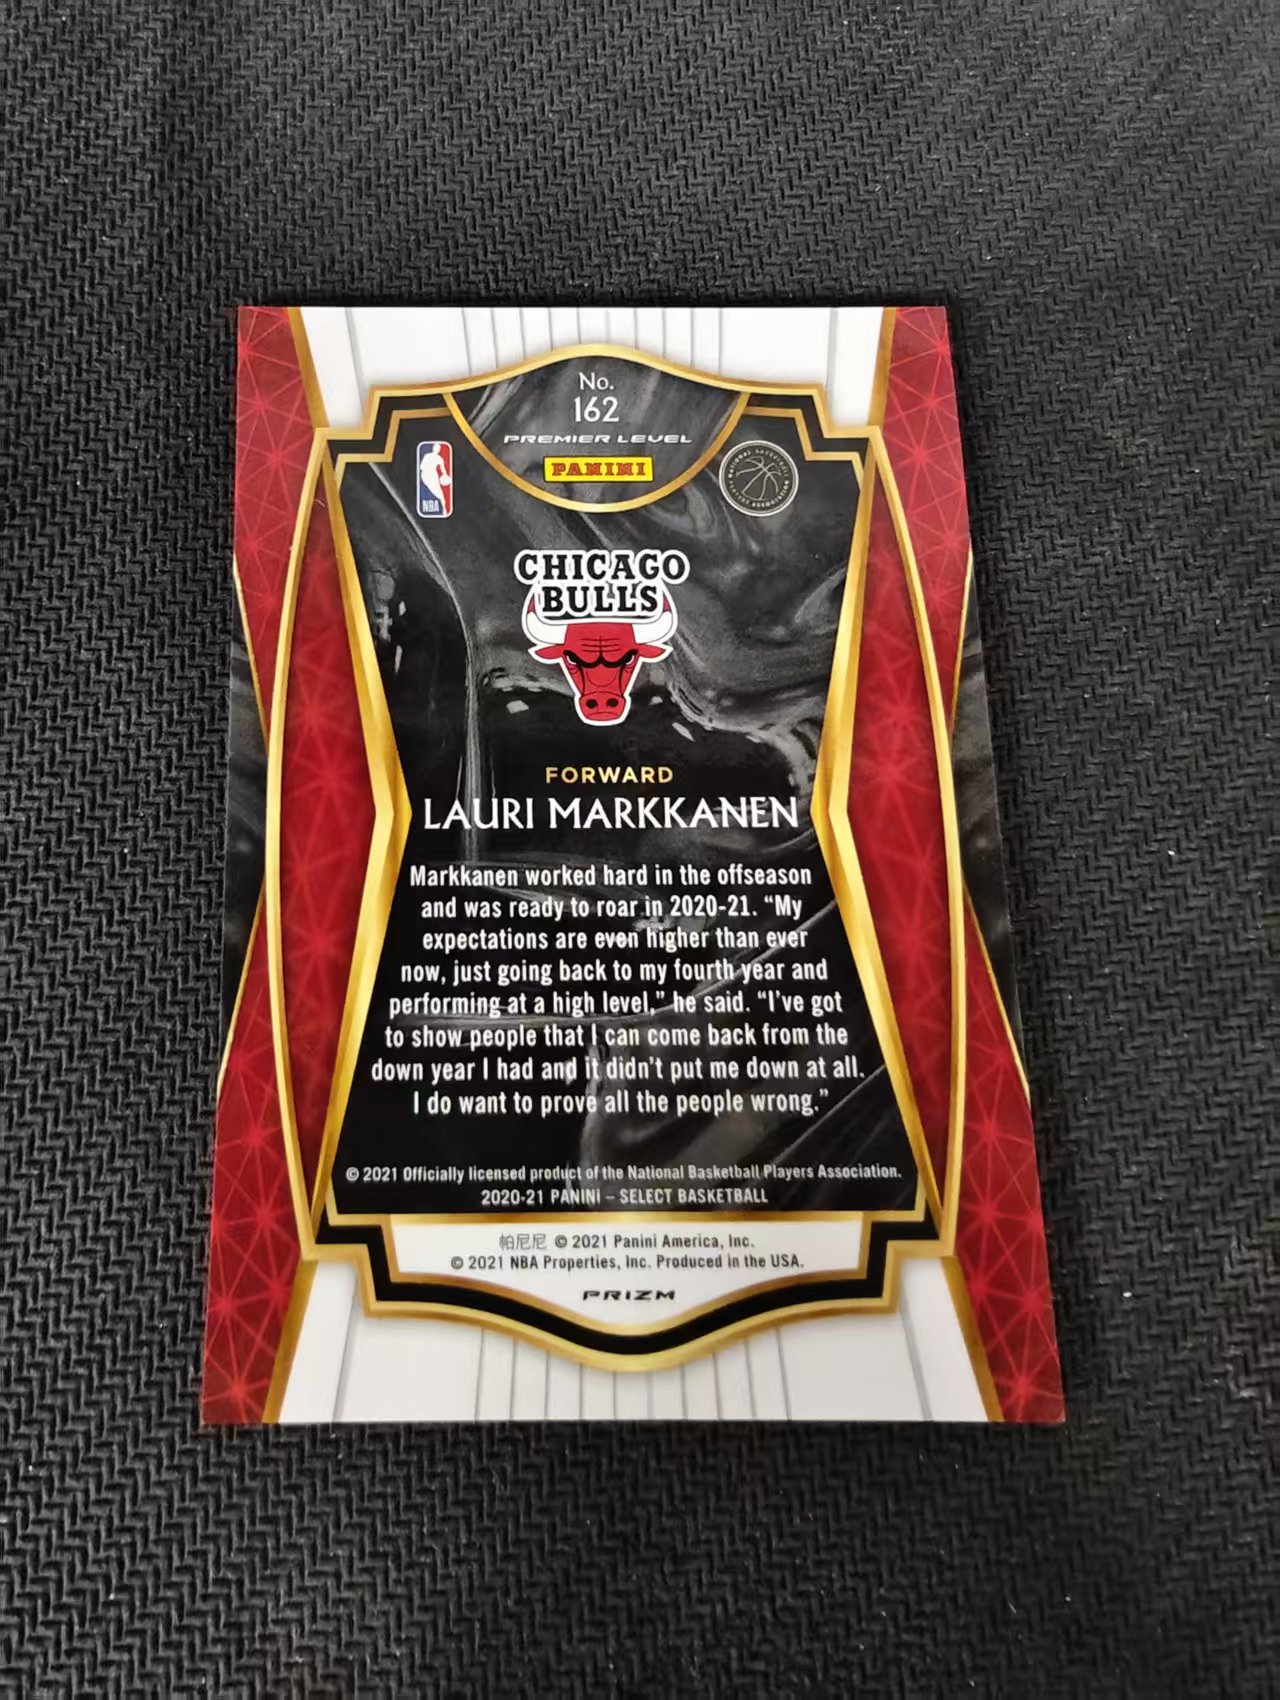 No.
162
PREMIER LEVEL
PANINI
NBA
NATIONAL BASKETBALL PLAYERS ASSOCIATION
CHICAGO
BULLS
FORWARD
LAURI MARKKANEN
Markkanen worked hard in the offseason
and was ready to roar in 2020-21. “My
expectations are even higher than ever
now, just going back to my fourth year and
performing at a high level,” he said. “I’ve got
to show people that I can come back from the
down year I had and it didn’t put me down at all.
I do want to prove all the people wrong.”
© 2021 Officially licensed product of the National Basketball Players Association.
2020-21 PANINI – SELECT BASKETBALL
帕尼尼 © 2021 Panini America, Inc.
© 2021 NBA Properties, Inc. Produced in the USA.
PRIZM